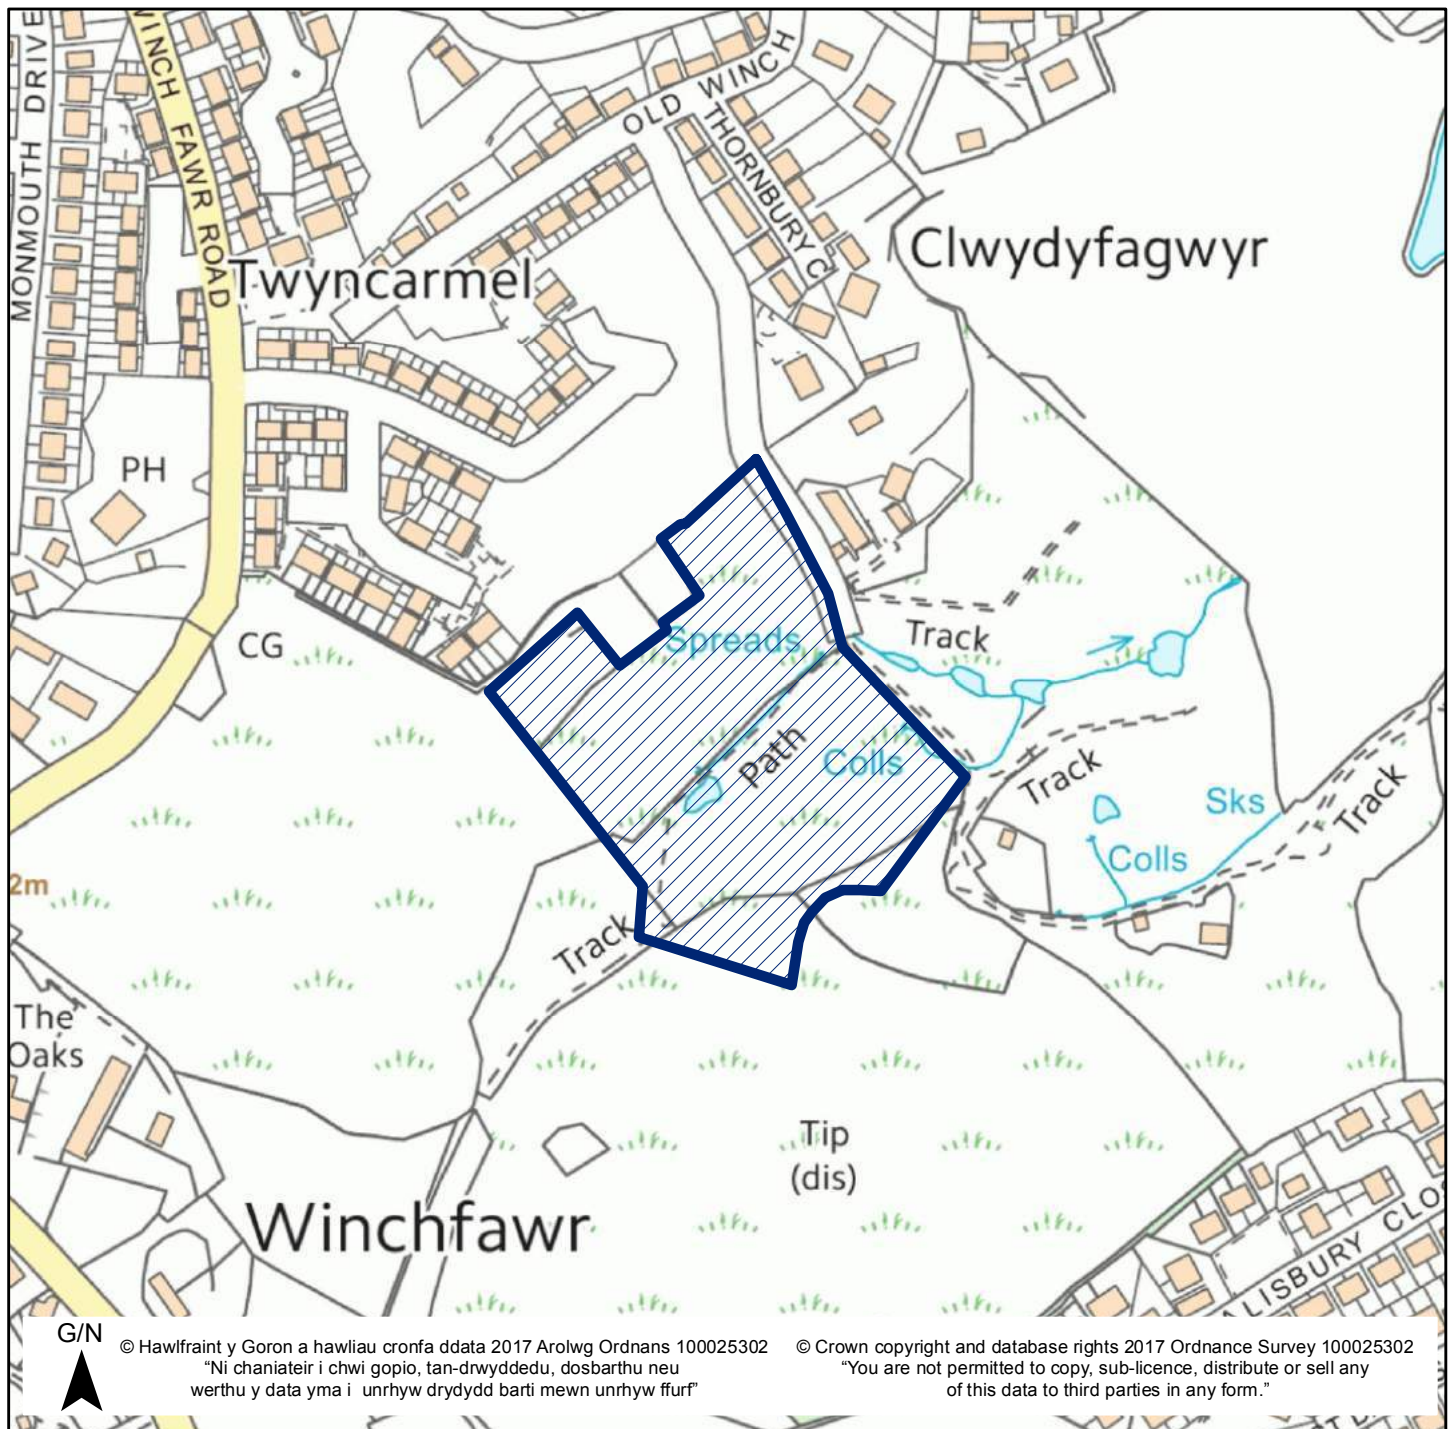 MONMOUTH DRIVE
WINCH FAWR ROAD
OLD WINCH
THORNBURY C
Twyncarmel
Clwydyfagwyr
PH
CG
Spreads
Track
Path
Colls
Track
Track
Sks
Colls
2m
Track
The
Oaks
Tip
(dis)
Winchfawr
ALISBURY CLO
G/N
© Hawlfraint y Goron a hawliau cronfa ddata 2017 Arolwg Ordnans 100025302
“Ni chaniateir i chwi gopio, tan-drwyddedu, dosbarthu neu
werthu y data yma i unrhyw drydydd barti mewn unrhyw ffurf”
© Crown copyright and database rights 2017 Ordnance Survey 100025302
“You are not permitted to copy, sub-licence, distribute or sell any
of this data to third parties in any form.”